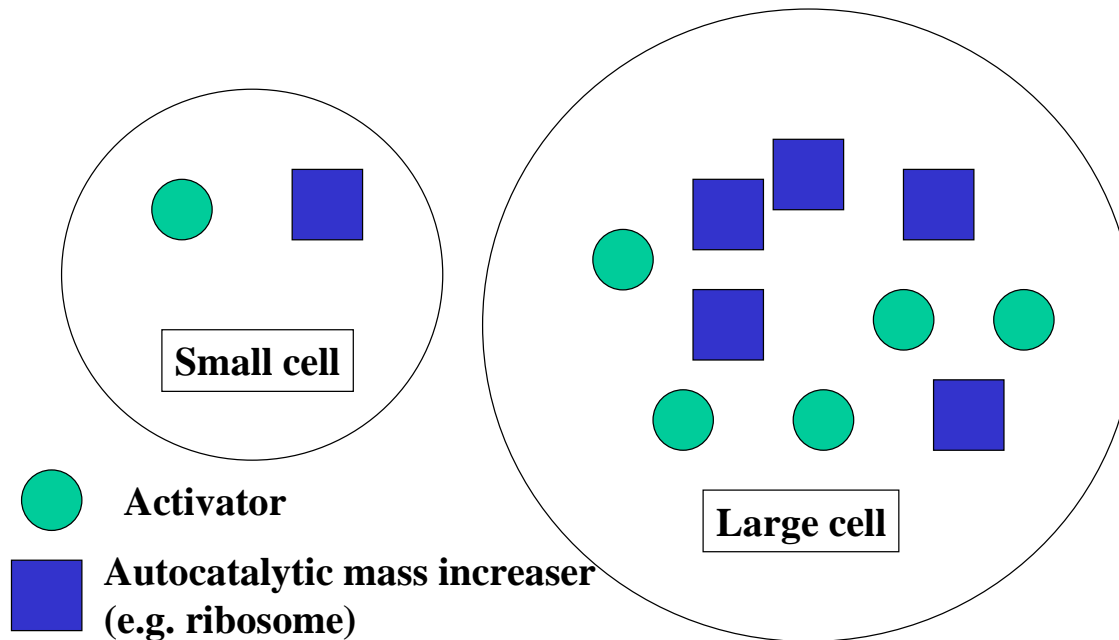 Small cell
Large cell
Activator
Autocatalytic mass increaser
(e.g. ribosome)